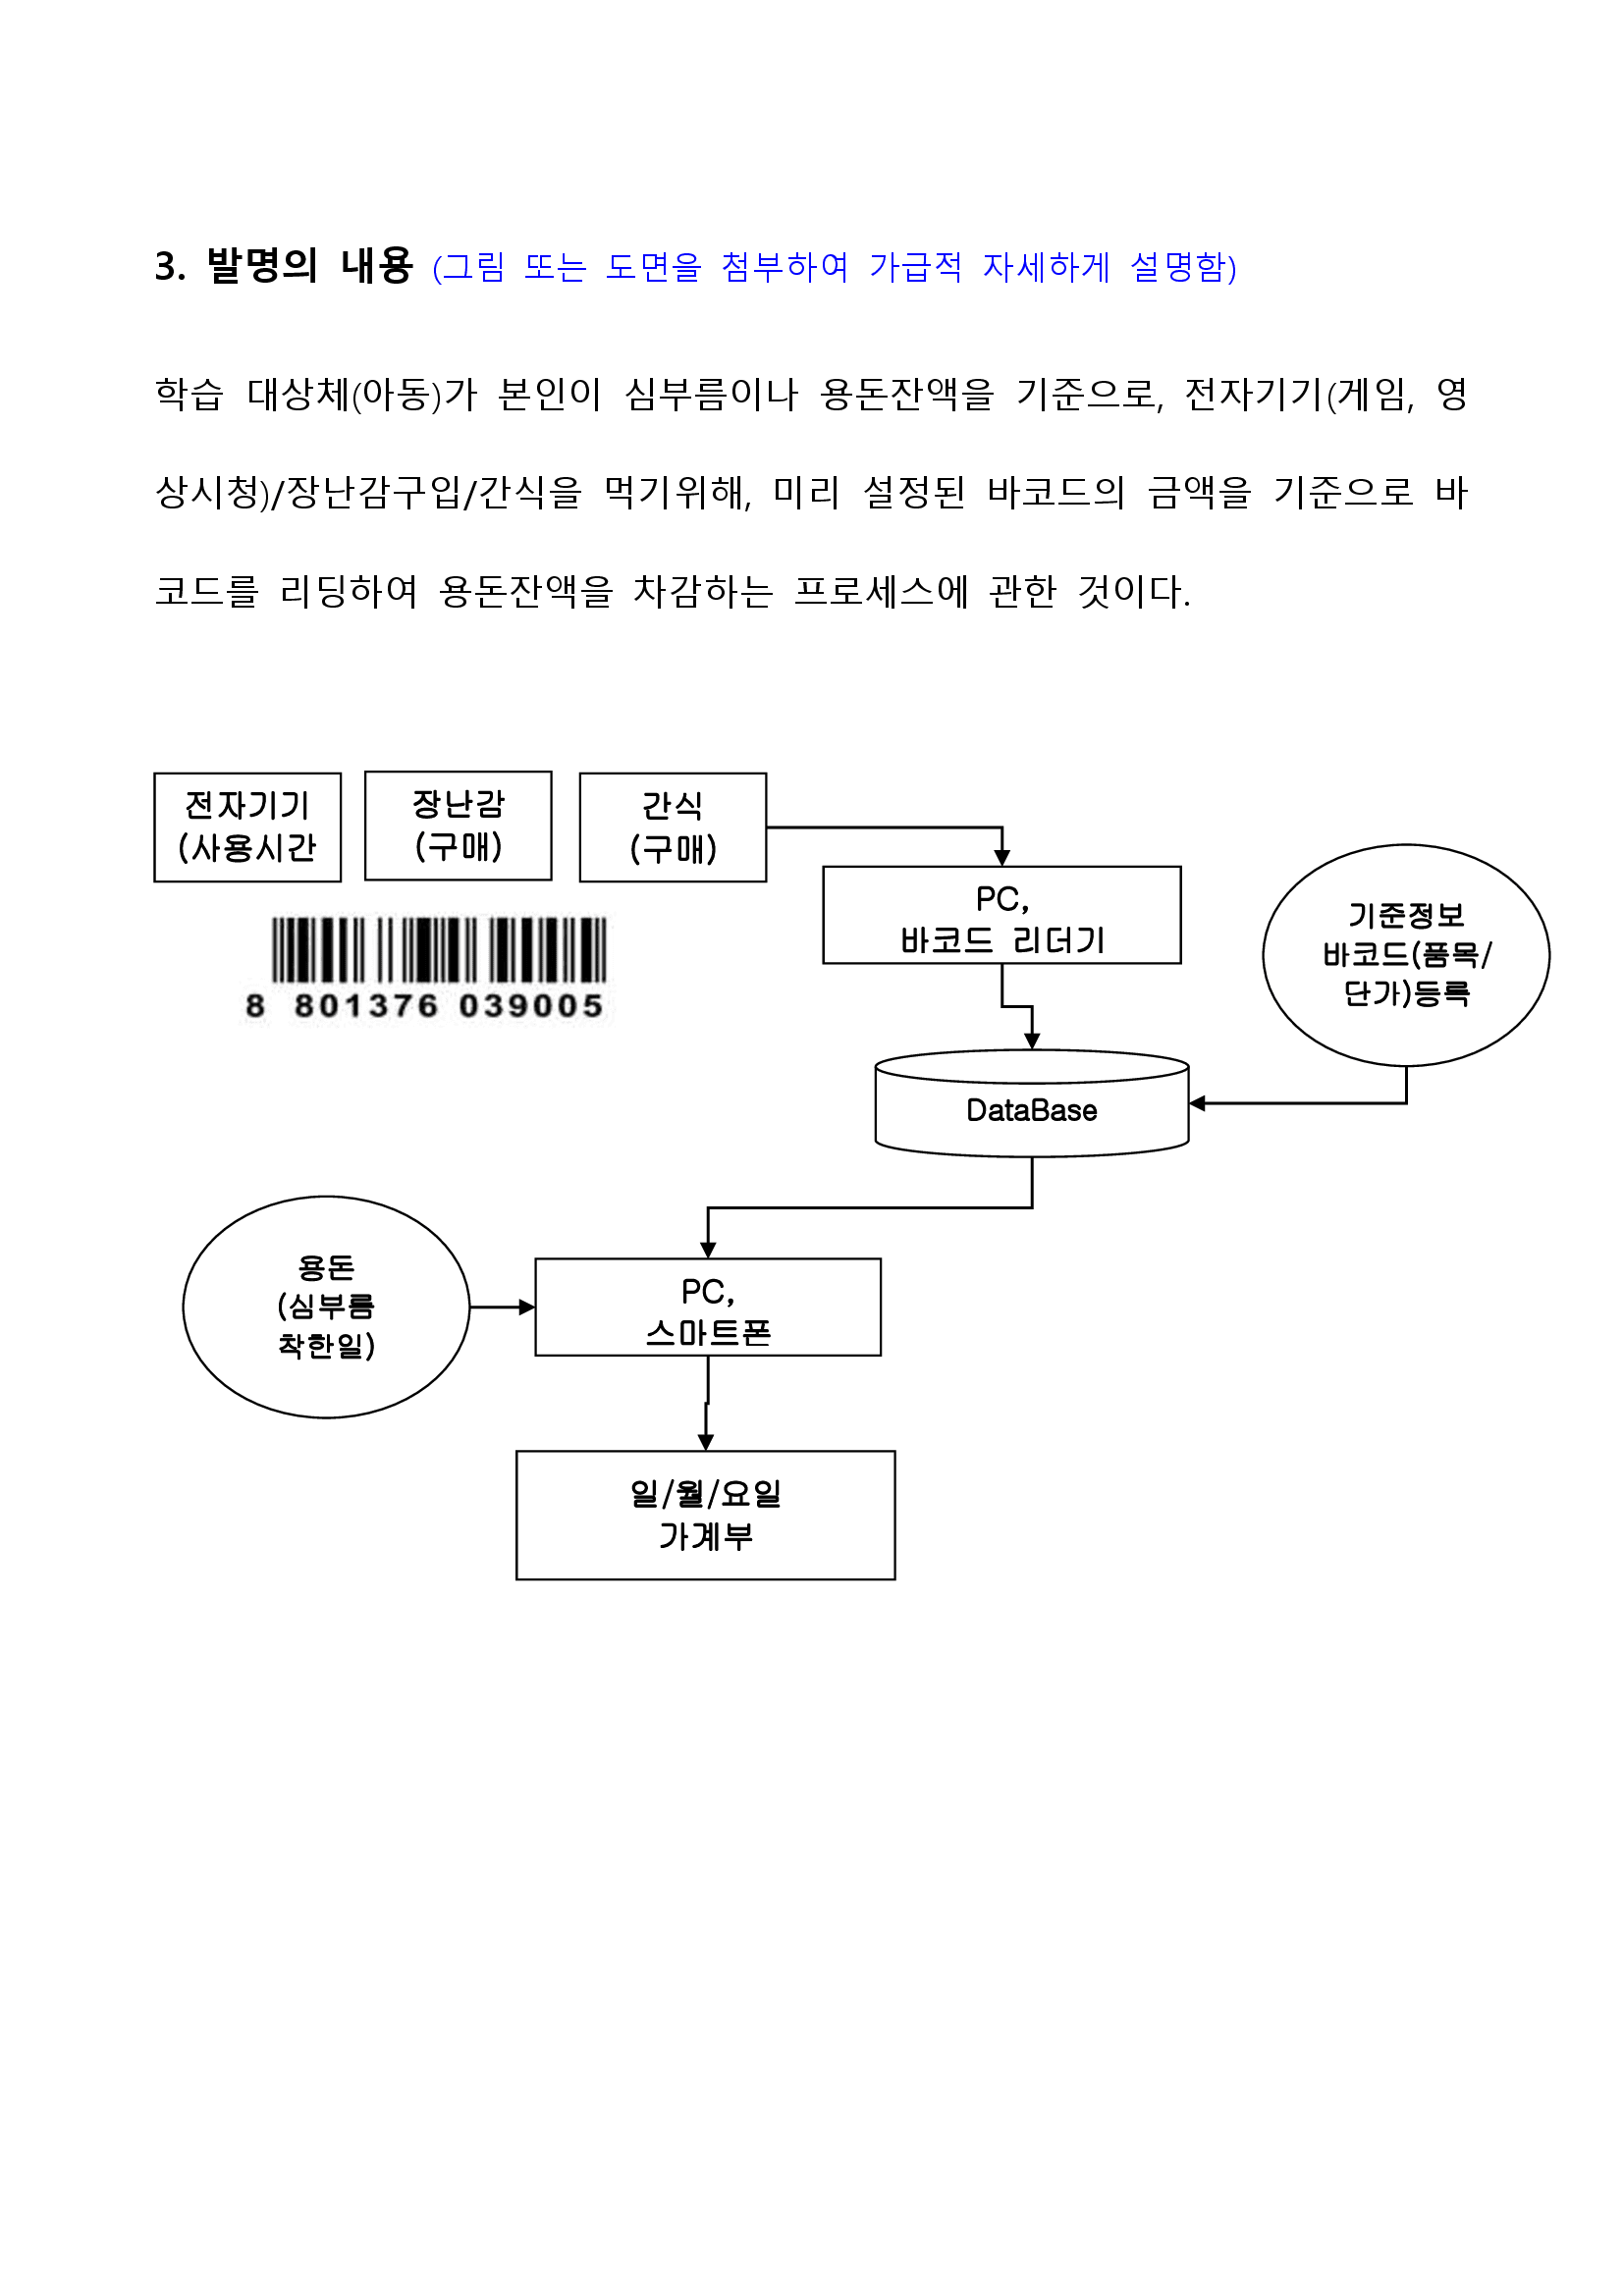 3. 발명의 내용 (그림 또는 도면을 첨부하여 가급적 자세하게 설명함)
학습 대상체(아동)가 본인이 심부름이나 용돈잔액을 기준으로, 전자기기(게임, 영
상시청)/장난감구입/간식을 먹기위해, 미리 설정된 바코드의 금액을 기준으로 바
코드를 리딩하여 용돈잔액을 차감하는 프로세스에 관한 것이다.
전자기기
(사용시간
장난감
(구매)
간식
(구매)
PC,
바코드 리더기
기준정보
바코드(품목/
단가)등록
8 801376 039005
DataBase
용돈
(심부름
착한일)
PC,
스마트폰
일/월/요일
가계부